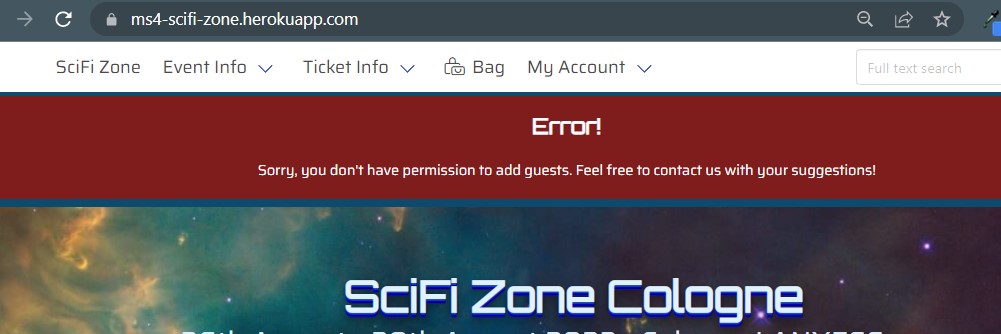 ms4-scifi-zone.herokuapp.com
SciFi Zone Event Info Ticket Info Bag My Account Full text search
Error!
Sorry, you don't have permission to add guests. Feel free to contact us with your suggestions!
SciFi Zone Cologne